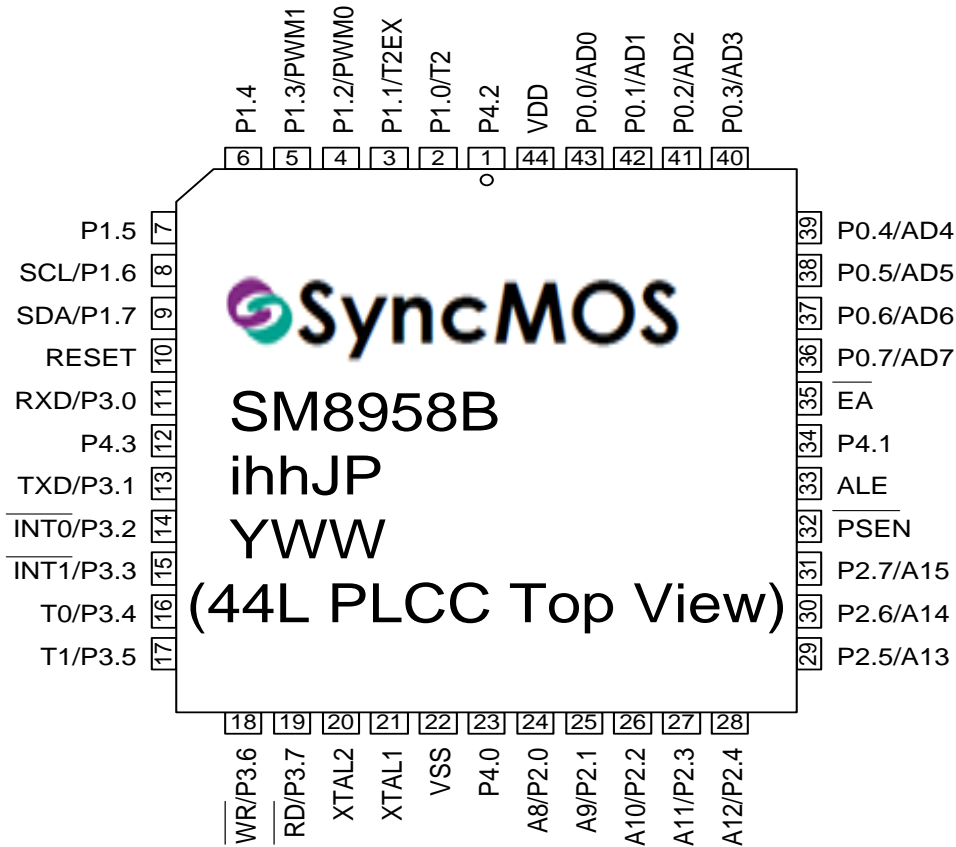 P1.4
P1.3/PWM1
P1.2/PWM0
P1.1/T2EX
P1.0/T2
P4.2
VDD
P0.0/AD0
P0.1/AD1
P0.2/AD2
P0.3/AD3
6 5 4 3 2 1 44 43 42 41 40
P1.5 7
SCL/P1.6 8
SDA/P1.7 9
RESET 10
RXD/P3.0 11
P4.3 12
TXD/P3.1 13
INT0/P3.2 14
INT1/P3.3 15
T0/P3.4 16
T1/P3.5 17
SyncMOS
SM8958B
ihhJP
YWW
(44L PLCC Top View)
39 P0.4/AD4
38 P0.5/AD5
37 P0.6/AD6
36 P0.7/AD7
35 EA
34 P4.1
33 ALE
32 PSEN
31 P2.7/A15
30 P2.6/A14
29 P2.5/A13
18 19 20 21 22 23 24 25 26 27 28
WR/P3.6
RD/P3.7
XTAL2
XTAL1
VSS
P4.0
A8/P2.0
A9/P2.1
A10/P2.2
A11/P2.3
A12/P2.4